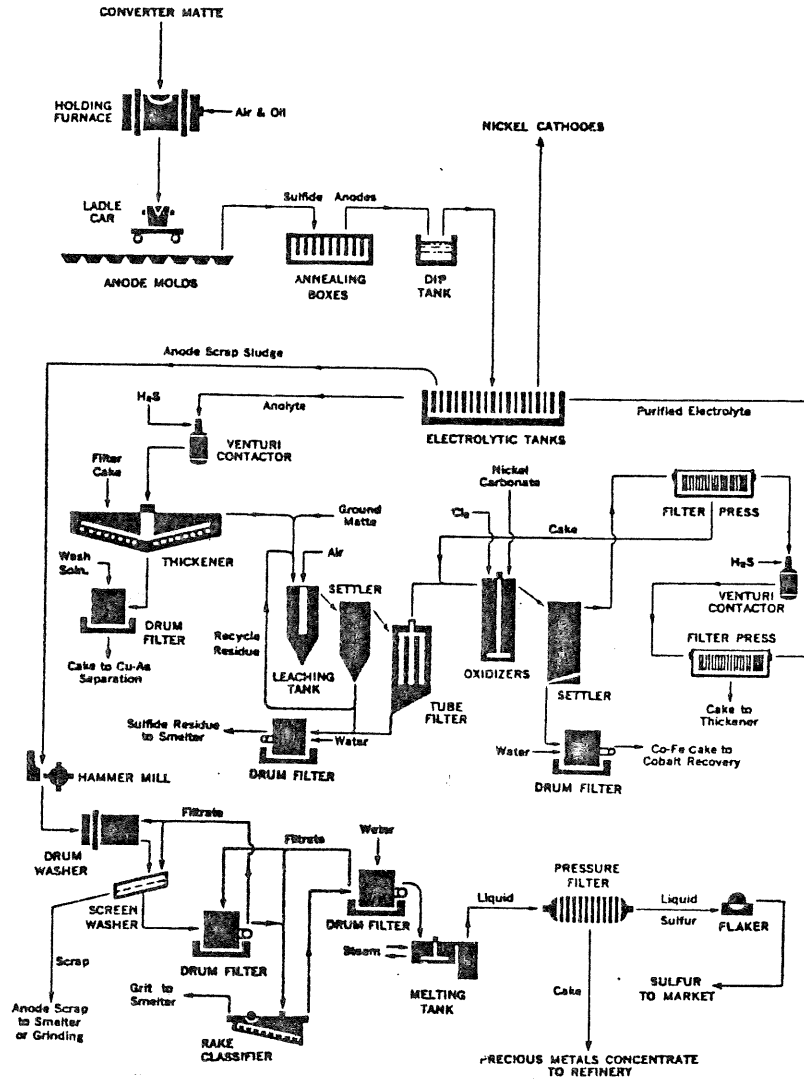 CONVERTER MATTE
HOLDING
FURNACE
Air & Oil
NICKEL CATHODES
LADLE
CAR
Sulfide Anodes
ANODE MOLDS
ANNEALING
BOXES
DIP
TANK
Anode Scrap Sludge
H₂S
Anolyte
Purified Electrolyte
ELECTROLYTIC TANKS
VENTURI
CONTACTOR
Filter
Cake
Nickel
Carbonate
FILTER PRESS
Ground
Matte
Cl₂
Cake
THICKENER
Air
H₂S
Wash
Soln.
SETTLER
VENTURI
CONTACTOR
DRUM
FILTER
Recycle
Residue
FILTER PRESS
LEACHING
TANK
OXIDIZERS
Cake to Cu-As
Separation
SETTLER
TUBE
FILTER
Cake to
Thickener
Sulfide Residue
to Smelter
Water
DRUM FILTER
Water
Co-Fe Cake to
Cobalt Recovery
DRUM FILTER
HAMMER MILL
Filtrate
Filtrate
Water
DRUM
WASHER
PRESSURE
FILTER
SCREEN
WASHER
Liquid
Liquid
Sulfur
FLAKER
DRUM FILTER
DRUM FILTER
Steam
Scrap
Grit to
Smelter
MELTING
TANK
Cake
SULFUR
TO MARKET
Anode Scrap
to Smelter
or Grinding
RAKE
CLASSIFIER
PRECIOUS METALS CONCENTRATE
TO REFINERY